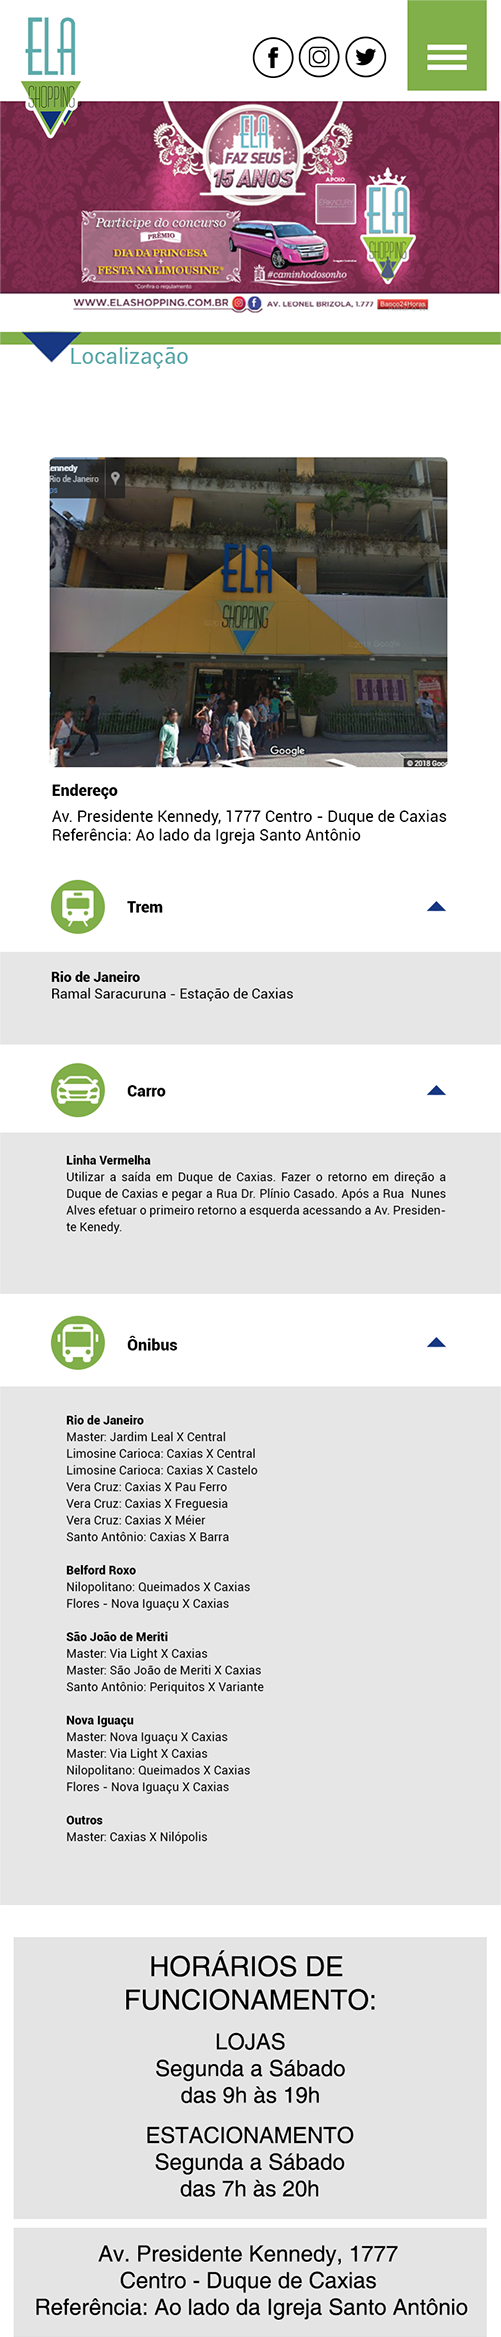 ELA
SHOPPING
ELA
FAZ SEUS
15 ANOS
APOIO
ELA
SHOPPING
Participe do concurso
PRÊMIO
DIA DA PRINCESA
+
FESTA NA LIMOUSINE*
*Confira o regulamento
#caminhodosonho
WWW.ELASHOPPING.COM.BR AV. LEONEL BRIZOLA, 1.777 Banco24Horas
Localização
ennedy
Rio de Janeiro
os
ELA
SHOPPING
Google
© 2018 Goog
Endereço
Av. Presidente Kennedy, 1777 Centro - Duque de Caxias
Referência: Ao lado da Igreja Santo Antônio
Trem
Rio de Janeiro
Ramal Saracuruna - Estação de Caxias
Carro
Linha Vermelha
Utilizar a saída em Duque de Caxias. Fazer o retorno em direção a
Duque de Caxias e pegar a Rua Dr. Plínio Casado. Após a Rua Nunes
Alves efetuar o primeiro retorno a esquerda acessando a Av. Presiden-
te Kenedy.
Ônibus
Rio de Janeiro
Master: Jardim Leal X Central
Limosine Carioca: Caxias X Central
Limosine Carioca: Caxias X Castelo
Vera Cruz: Caxias X Pau Ferro
Vera Cruz: Caxias X Freguesia
Vera Cruz: Caxias X Méier
Santo Antônio: Caxias X Barra
Belford Roxo
Nilopolitano: Queimados X Caxias
Flores - Nova Iguaçu X Caxias
São João de Meriti
Master: Via Light X Caxias
Master: São João de Meriti X Caxias
Santo Antônio: Periquitos X Variante
Nova Iguaçu
Master: Nova Iguaçu X Caxias
Master: Via Light X Caxias
Nilopolitano: Queimados X Caxias
Flores - Nova Iguaçu X Caxias
Outros
Master: Caxias X Nilópolis
HORÁRIOS DE
FUNCIONAMENTO:
LOJAS
Segunda a Sábado
das 9h às 19h
ESTACIONAMENTO
Segunda a Sábado
das 7h às 20h
Av. Presidente Kennedy, 1777
Centro - Duque de Caxias
Referência: Ao lado da Igreja Santo Antônio